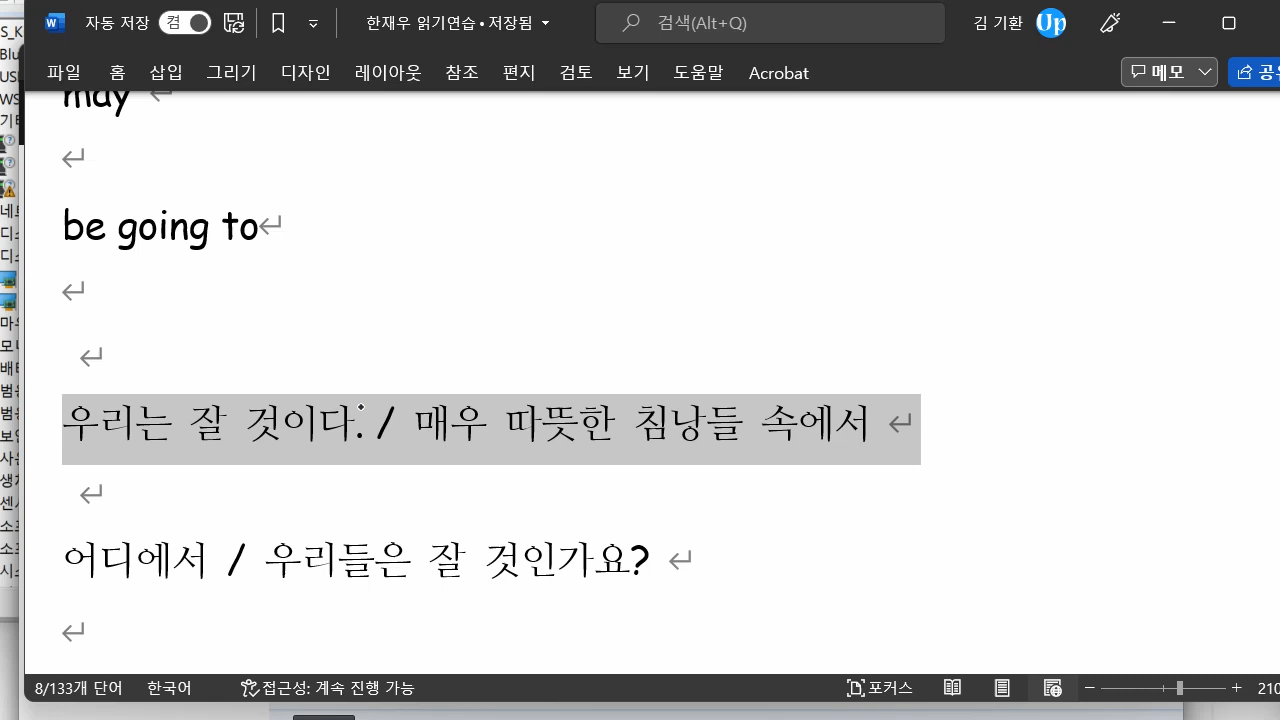 자동 저장 켬 한재우 읽기연습 • 저장됨 검색(Alt+Q) 김 기환 Up
파일 홈 삽입 그리기 디자인 레이아웃 참조 편지 검토 보기 도움말 Acrobat 메모
may
be going to
우리는 잘 것이다. / 매우 따뜻한 침낭들 속에서
어디에서 / 우리들은 잘 것인가요?
8/133개 단어 한국어 접근성: 계속 진행 가능 포커스 210